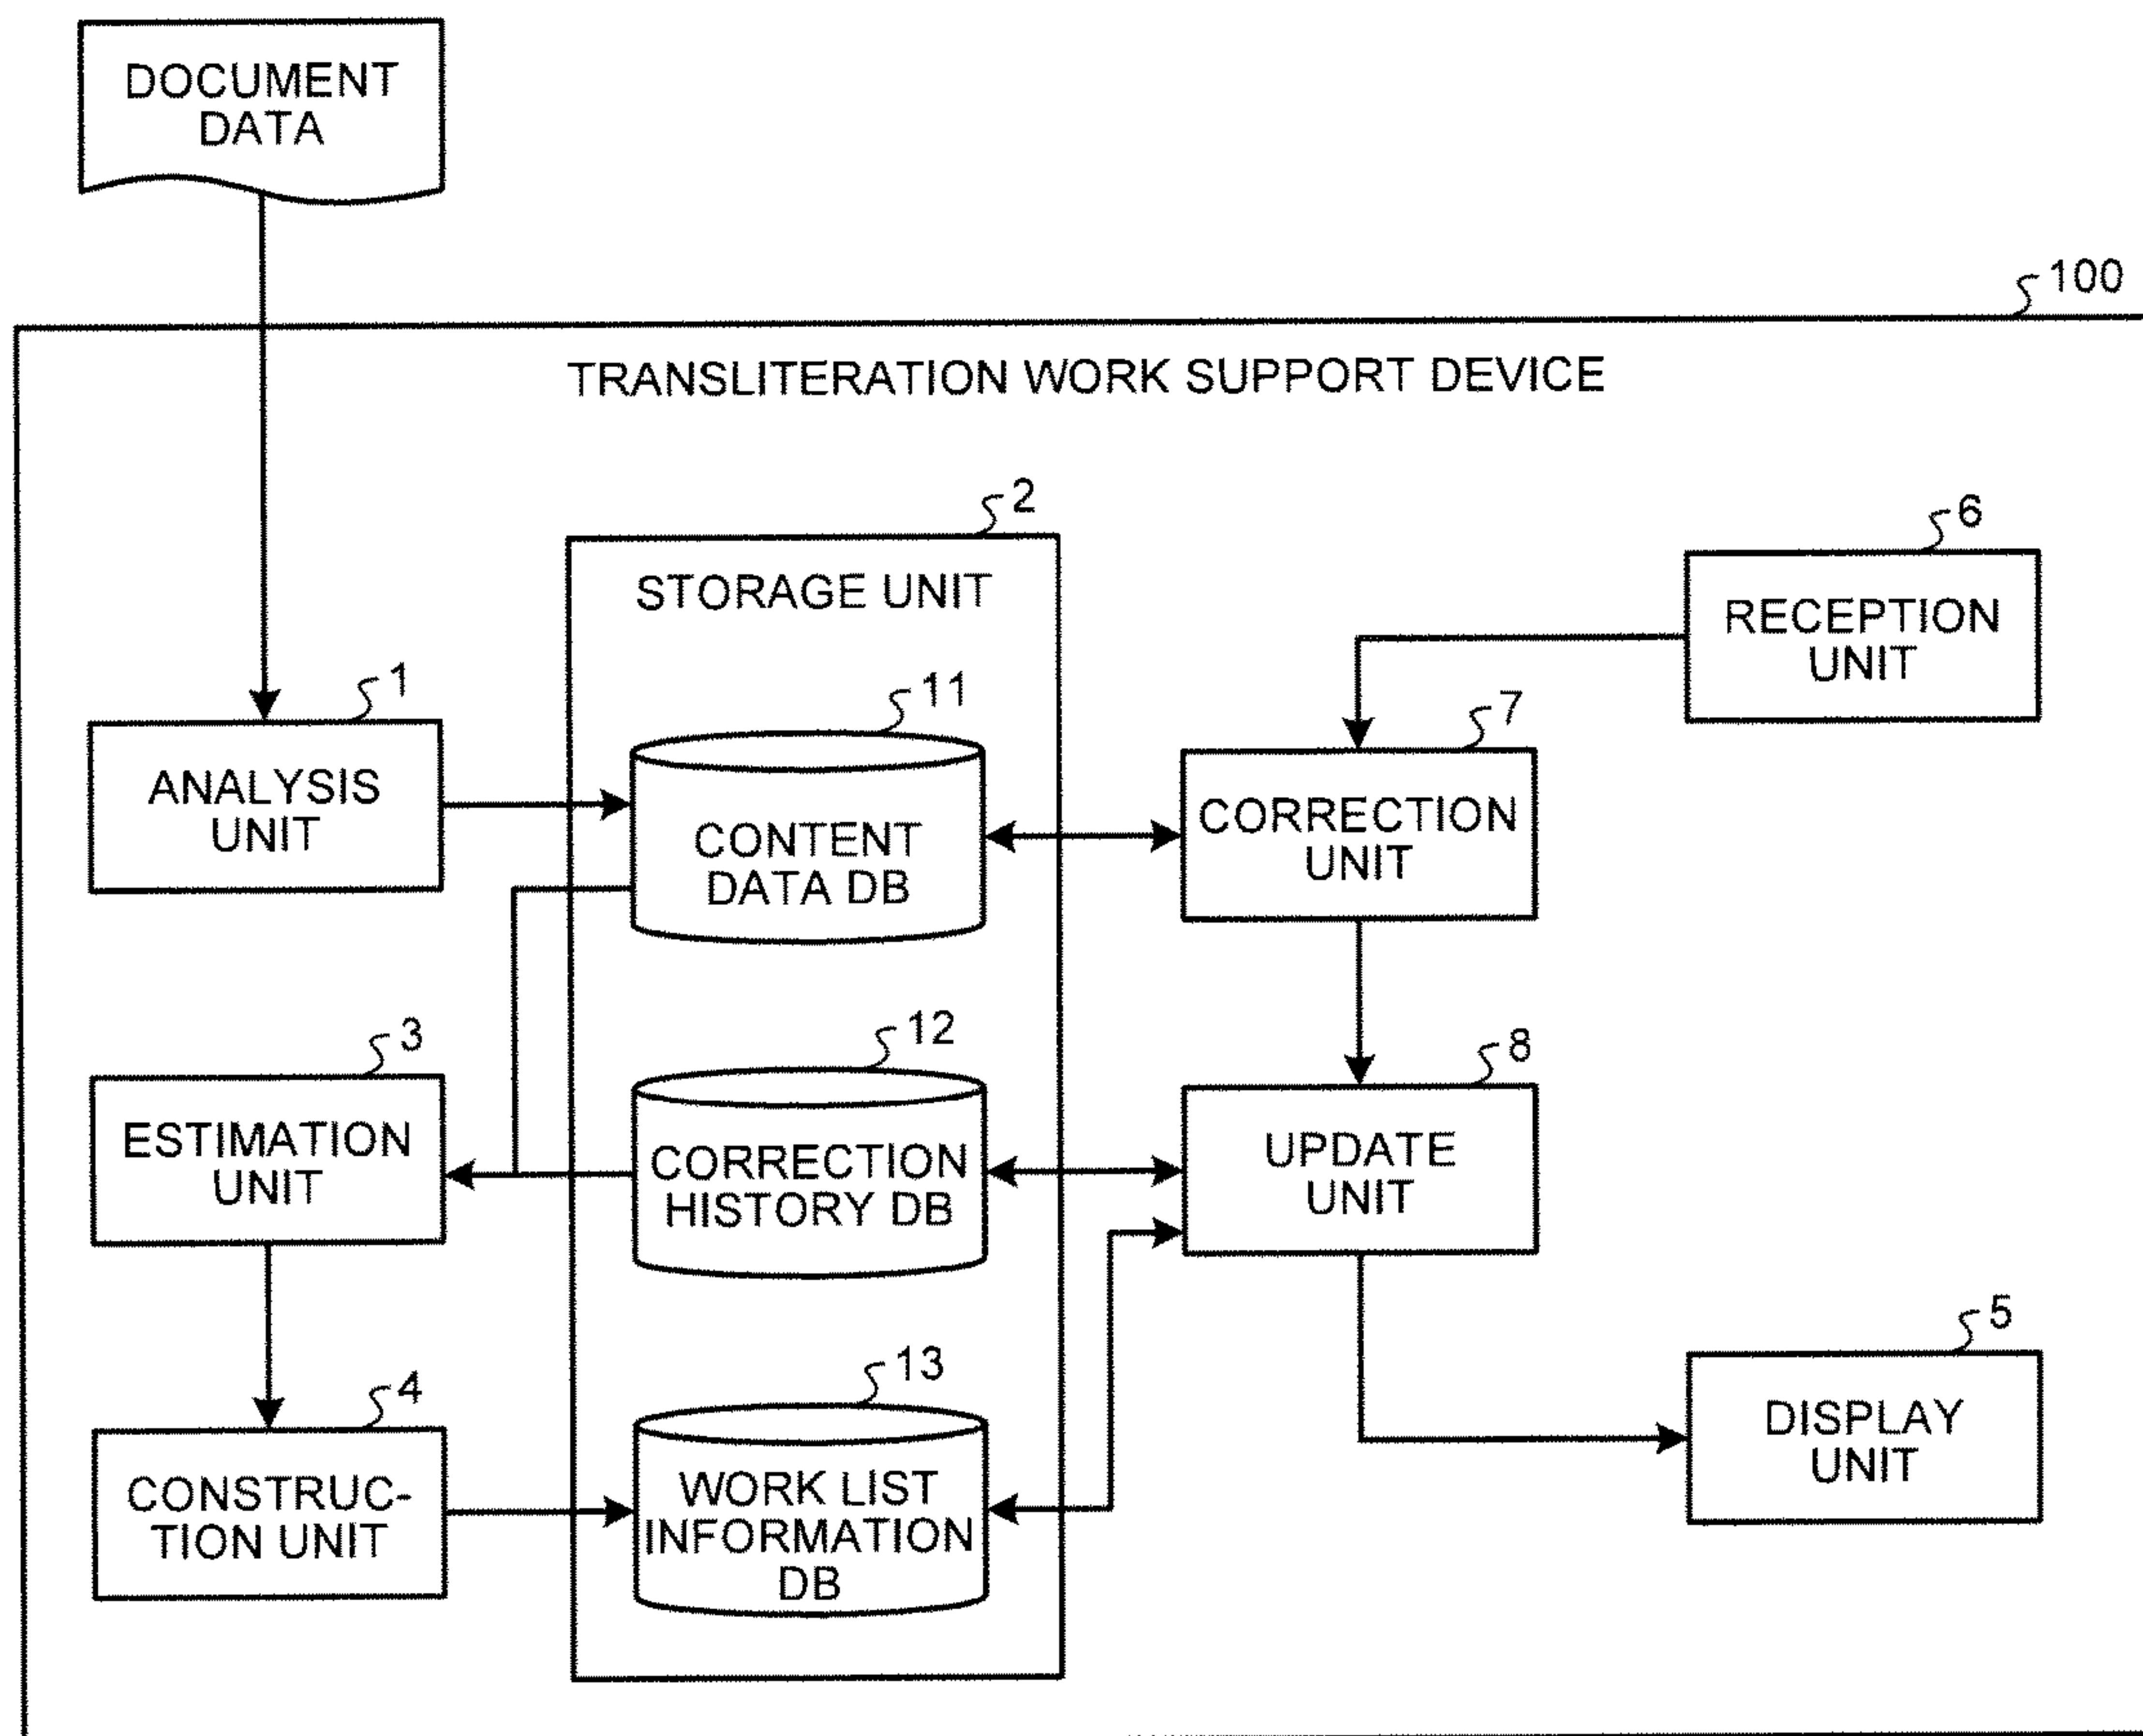 DOCUMENT
DATA
100
TRANSLITERATION WORK SUPPORT DEVICE
2
STORAGE UNIT
6
RECEPTION
UNIT
1
ANALYSIS
UNIT
11
CONTENT
DATA DB
7
CORRECTION
UNIT
3
ESTIMATION
UNIT
12
CORRECTION
HISTORY DB
8
UPDATE
UNIT
4
CONSTRUC-
TION UNIT
13
WORK LIST
INFORMATION
DB
5
DISPLAY
UNIT